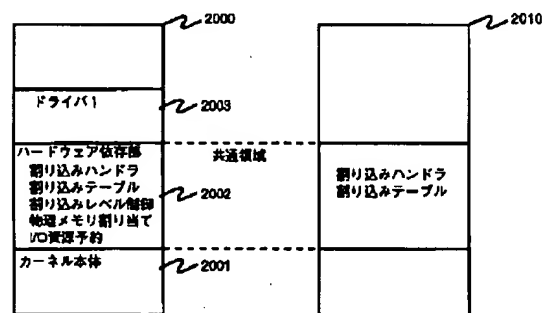 2000
2010
ドライバ1
2003
ハードウェア依存部
共通領域
割り込みハンドラ
割り込みテーブル
割り込みレベル制御
物理メモリ割り当て
I/O資源予約
2002
割り込みハンドラ
割り込みテーブル
カーネル本体
2001